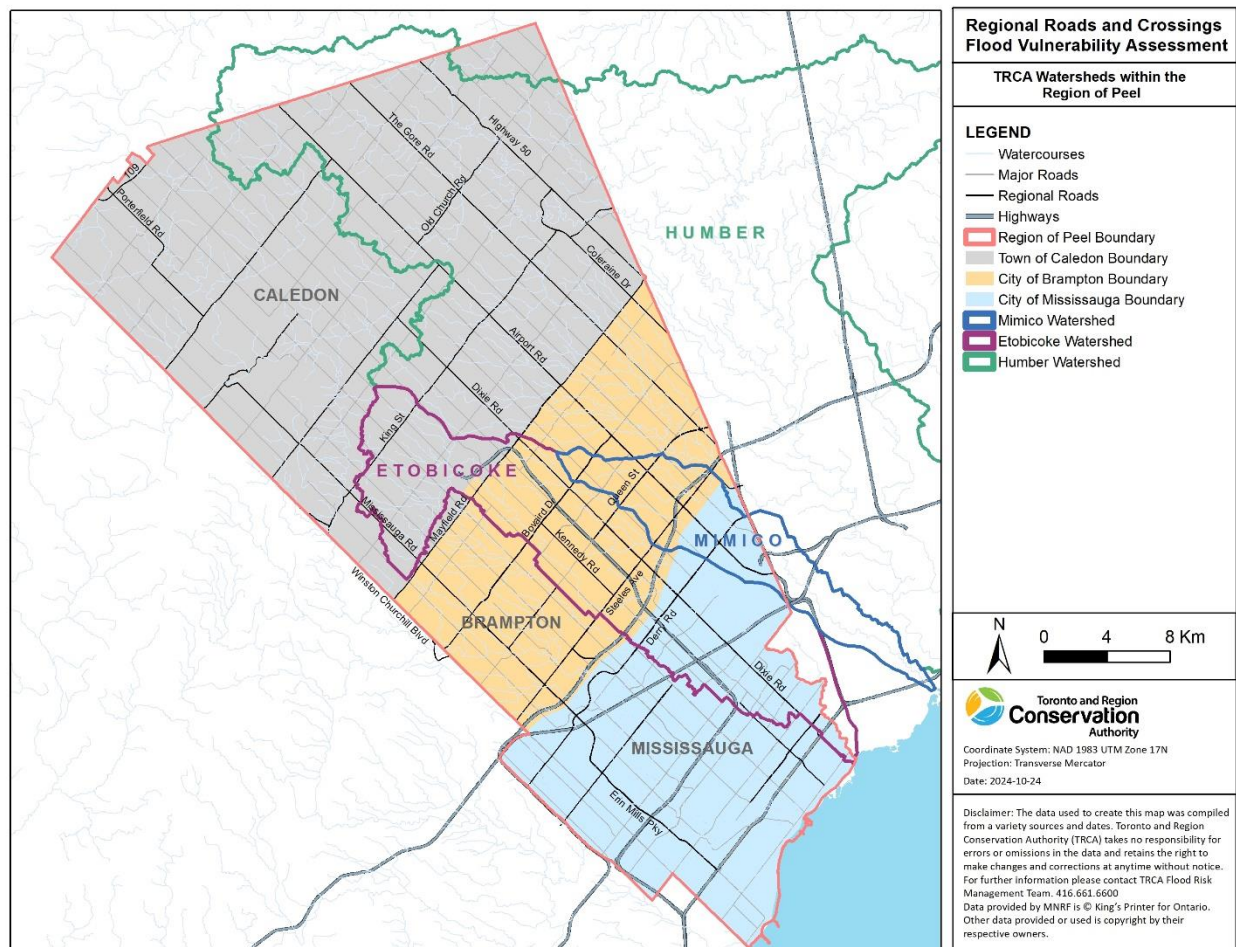 Regional Roads and Crossings
Flood Vulnerability Assessment
TRCA Watersheds within the
Region of Peel
LEGEND
Watercourses
Major Roads
Regional Roads
Highways
Region of Peel Boundary
Town of Caledon Boundary
City of Brampton Boundary
City of Mississauga Boundary
Mimico Watershed
Etobicoke Watershed
Humber Watershed
Highway 50
The Gore Rd
109
Porterfield Rd
Old Church Rd
HUMBER
Coleraine Dr
CALEDON
Airport Rd
Dixie Rd
King St
ETOBICOKE
Queen St
Mississauga Rd
Mayfield Rd
Bovaird Dr
Kennedy Rd
MIMICO
Winston Churchill Blvd
Steeles Ave
BRAMPTON
Derry Rd
Dixie Rd
MISSISSAUGA
Erin Mills Pky
N
0 4 8 Km
Toronto and Region
Conservation
Authority
Coordinate System: NAD 1983 UTM Zone 17N
Projection: Transverse Mercator
Date: 2024-10-24
Disclaimer: The data used to create this map was compiled
from a variety sources and dates. Toronto and Region
Conservation Authority (TRCA) takes no responsibility for
errors or omissions in the data and retains the right to
make changes and corrections at anytime without notice.
For further information please contact TRCA Flood Risk
Management Team. 416.661.6600
Data provided by MNRF is © King's Printer for Ontario.
Other data provided or used is copyright by their
respective owners.